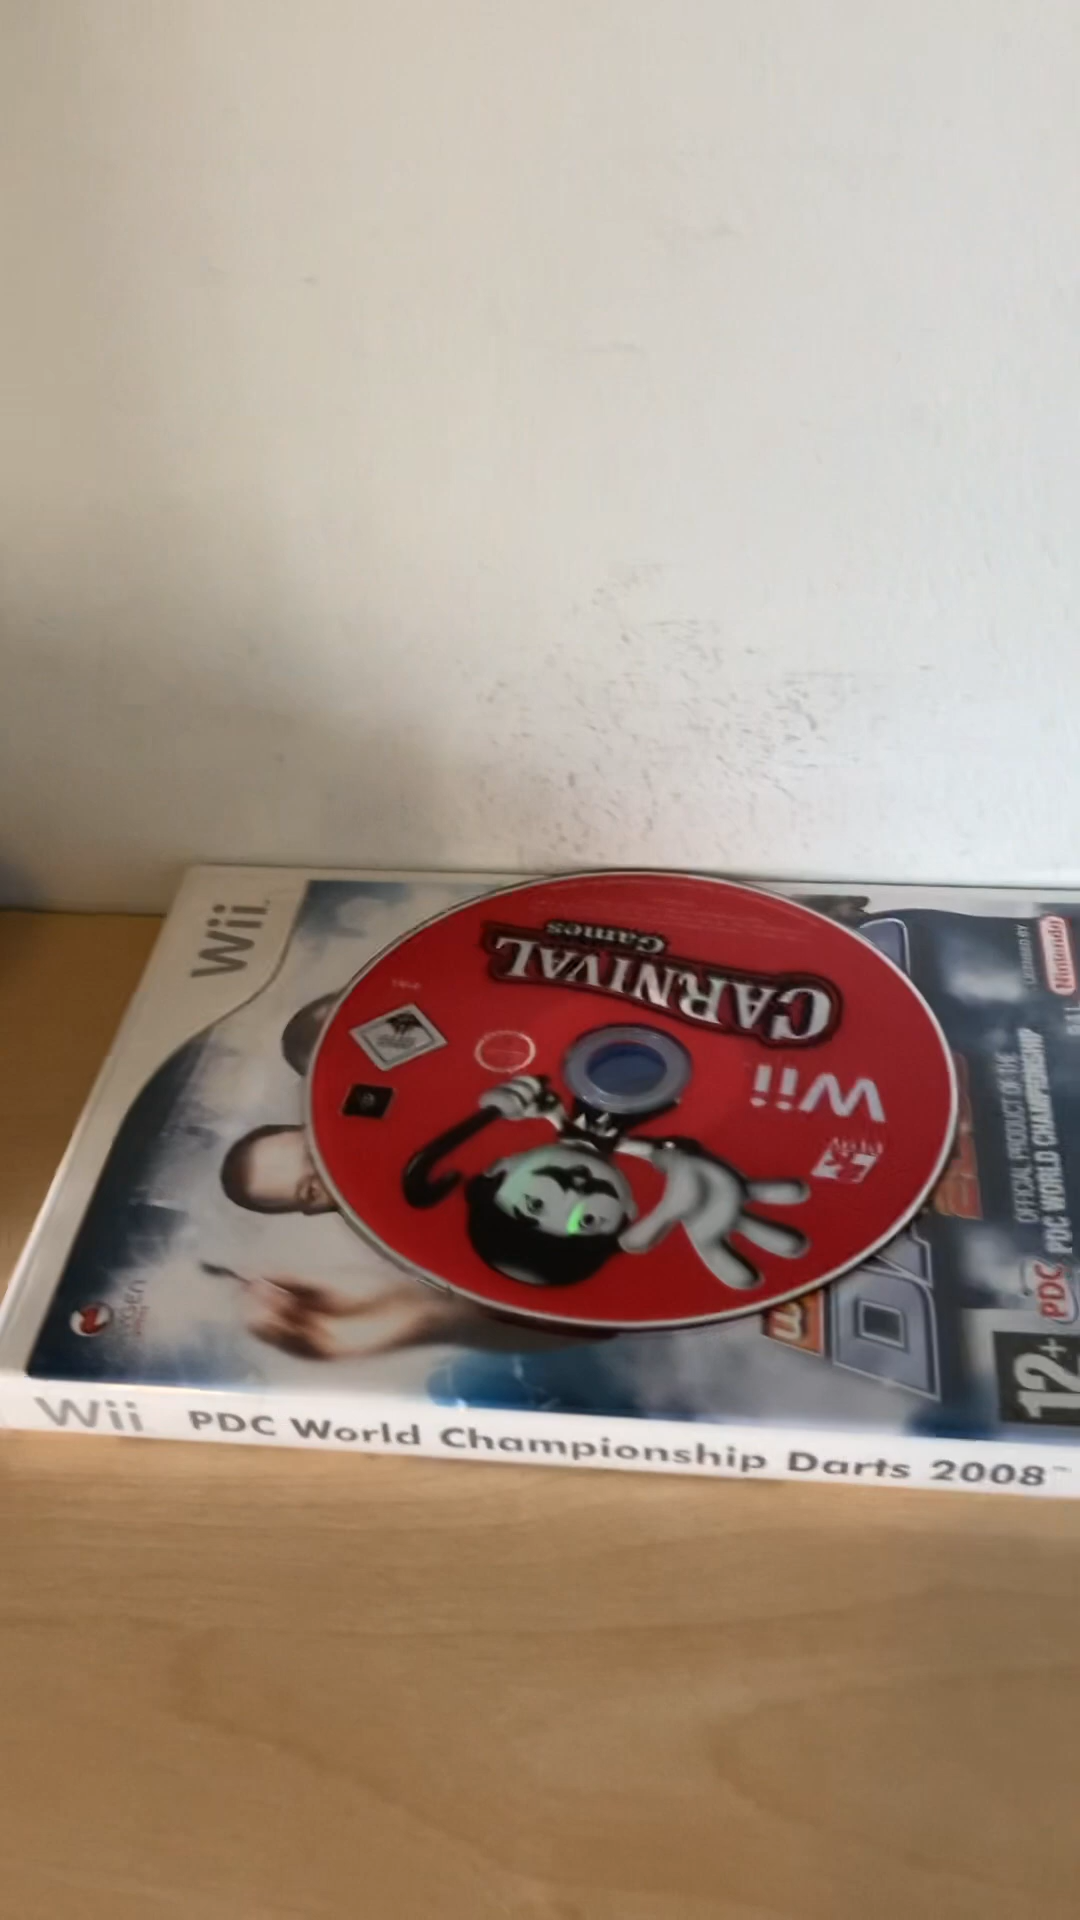 Wii
CARNIVAL
Games
Wii
LICENSED BY
Nintendo
OFFICIAL PRODUCT OF THE
PDC WORLD CHAMPIONSHIP
PDC
12+
Wii PDC World Championship Darts 2008™